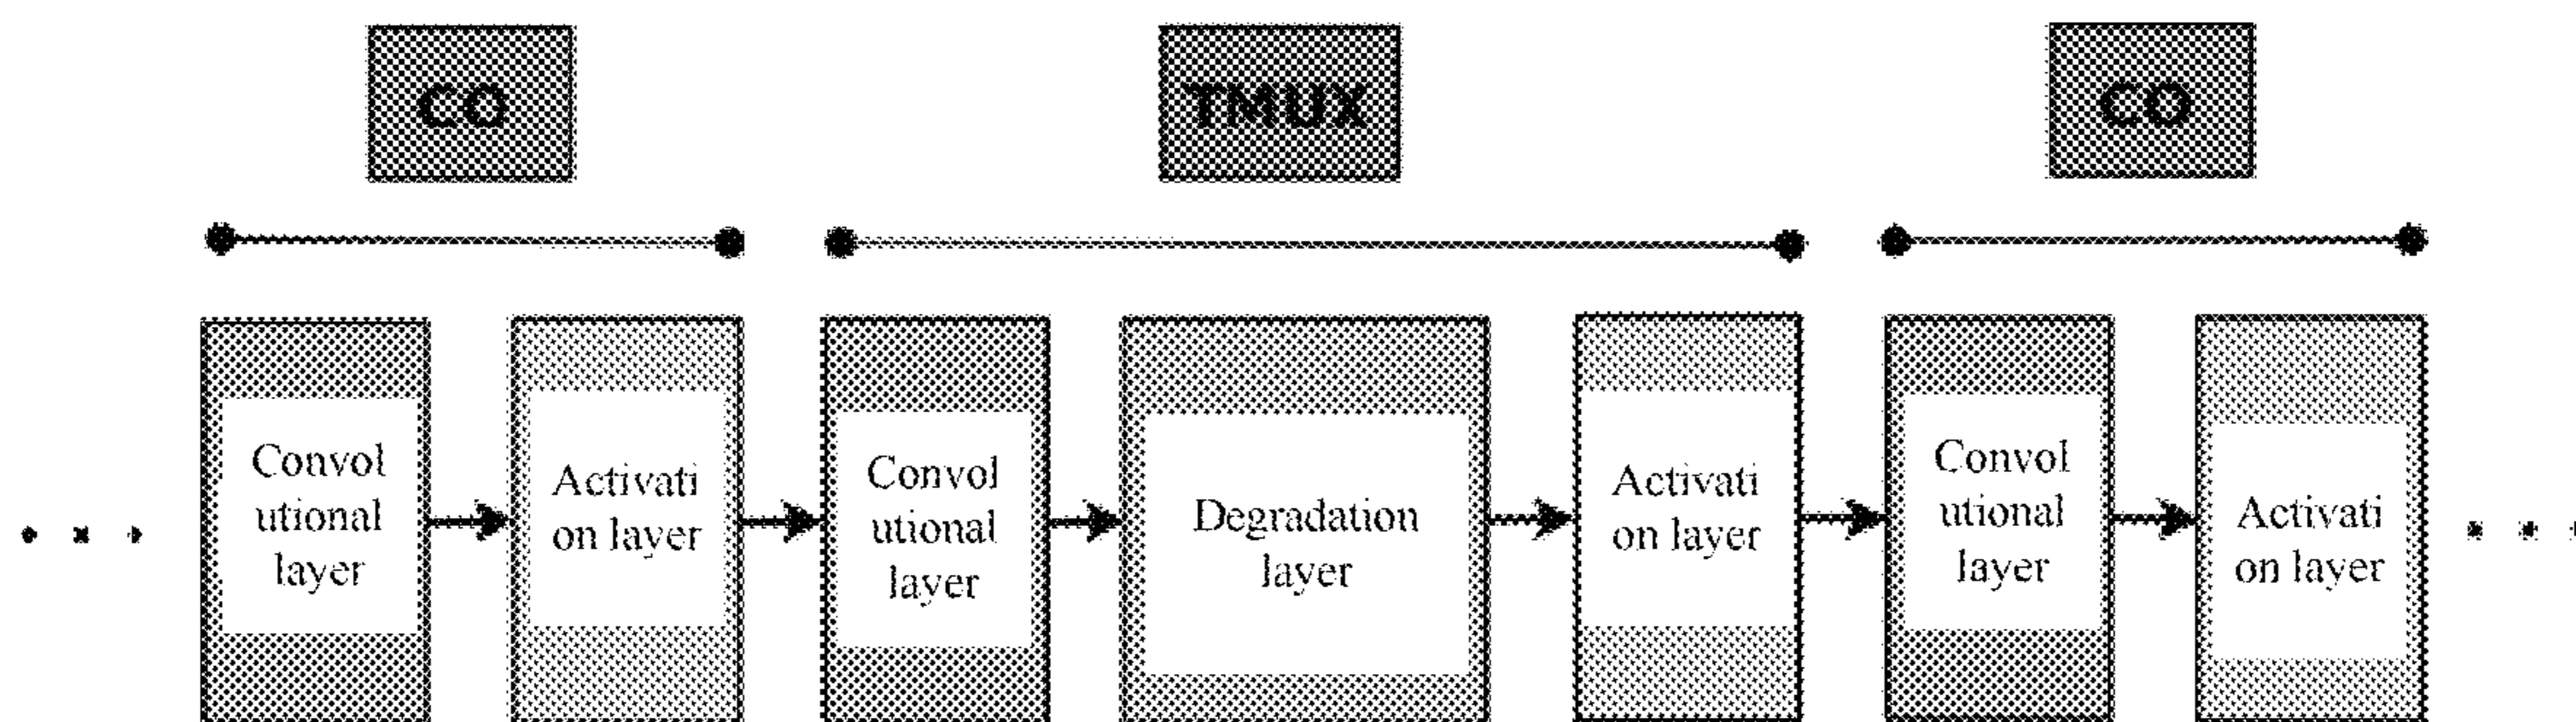 CO
TMUX
CO
Convol
utional
layer
Activati
on layer
Convol
utional
layer
Degradation
layer
Activati
on layer
Convol
utional
layer
Activati
on layer